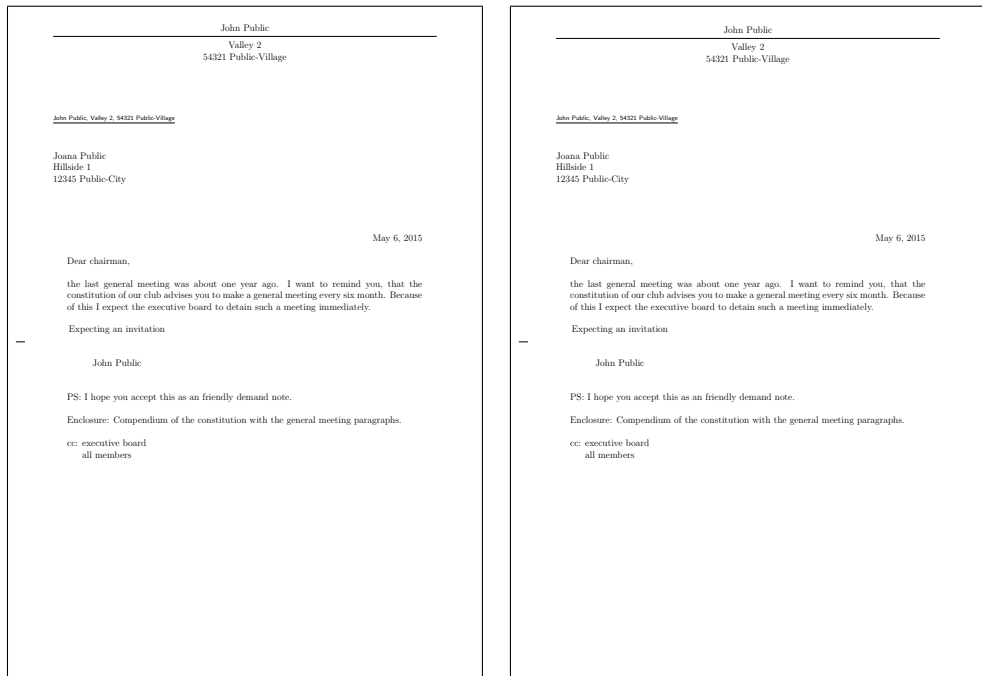 John Public
Valley 2
54321 Public-Village
John Public, Valley 2, 54321 Public-Village
Joana Public
Hillside 1
12345 Public-City
May 6, 2015
Dear chairman,
the last general meeting was about one year ago. I want to remind you, that the
constitution of our club advises you to make a general meeting every six month. Because
of this I expect the executive board to detain such a meeting immediately.
Expecting an invitation
John Public
PS: I hope you accept this as an friendly demand note.
Enclosure: Compendium of the constitution with the general meeting paragraphs.
cc: executive board
all members
John Public
Valley 2
54321 Public-Village
John Public, Valley 2, 54321 Public-Village
Joana Public
Hillside 1
12345 Public-City
May 6, 2015
Dear chairman,
the last general meeting was about one year ago. I want to remind you, that the
constitution of our club advises you to make a general meeting every six month. Because
of this I expect the executive board to detain such a meeting immediately.
Expecting an invitation
John Public
PS: I hope you accept this as an friendly demand note.
Enclosure: Compendium of the constitution with the general meeting paragraphs.
cc: executive board
all members